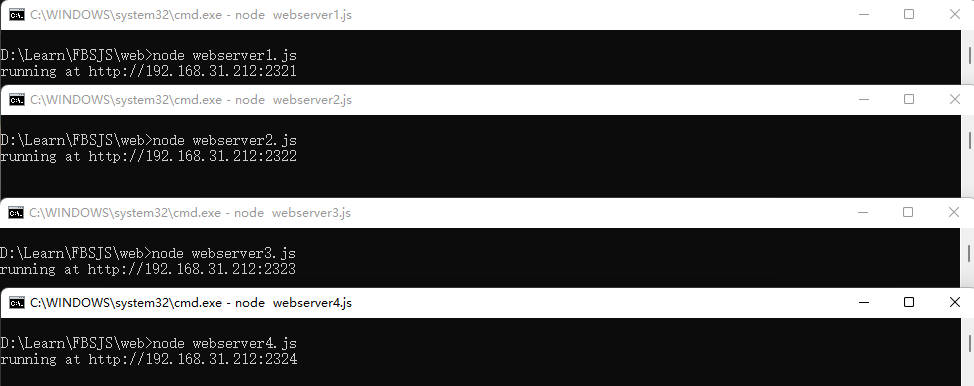 C:\WINDOWS\system32\cmd.exe - node  webserver1.js
D:\Learn\FBSJS\web>node webserver1.js
running at http://192.168.31.212:2321
C:\WINDOWS\system32\cmd.exe - node  webserver2.js
D:\Learn\FBSJS\web>node webserver2.js
running at http://192.168.31.212:2322
C:\WINDOWS\system32\cmd.exe - node  webserver3.js
D:\Learn\FBSJS\web>node webserver3.js
running at http://192.168.31.212:2323
C:\WINDOWS\system32\cmd.exe - node  webserver4.js
D:\Learn\FBSJS\web>node webserver4.js
running at http://192.168.31.212:2324